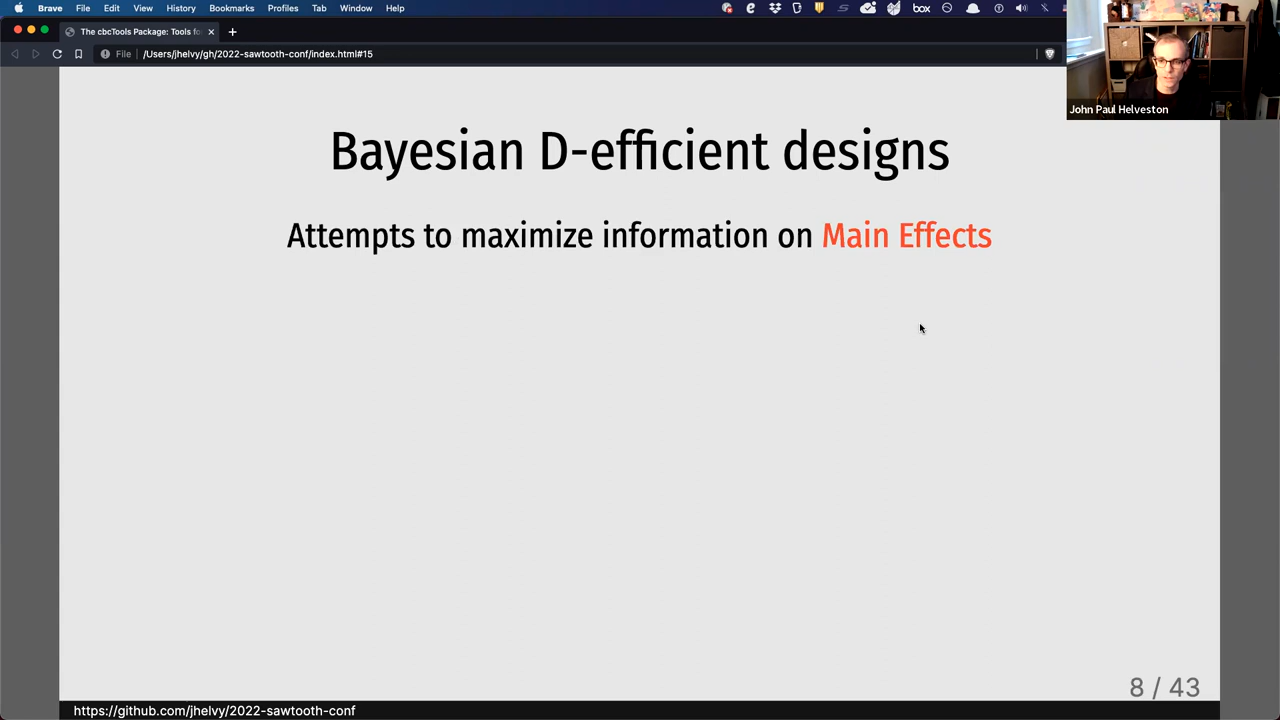 Brave File Edit View History Bookmarks Profiles Tab Window Help
box
The cbcTools Package: Tools fo
File /Users/jhelvy/gh/2022-sawtooth-conf/index.html#15
John Paul Helveston
Bayesian D-efficient designs
Attempts to maximize information on Main Effects
8 / 43
https://github.com/jhelvy/2022-sawtooth-conf